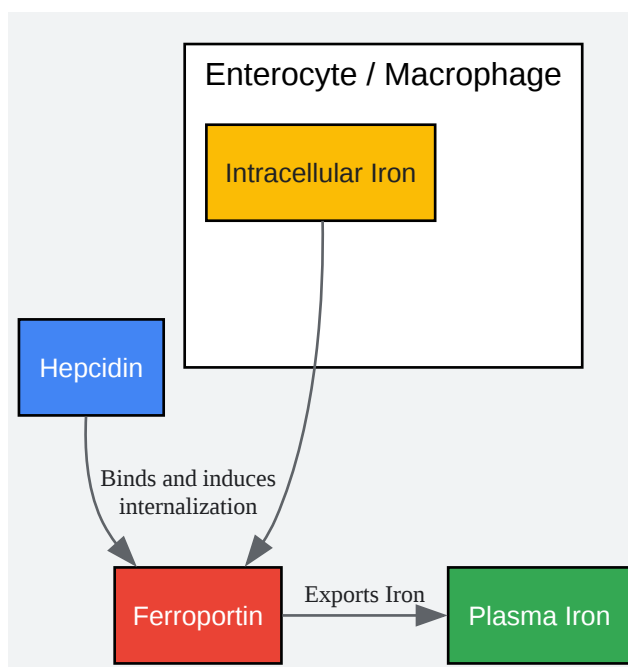 Enterocyte / Macrophage
Intracellular Iron
Hepcidin
Binds and induces
internalization
Ferroportin
Exports Iron
Plasma Iron